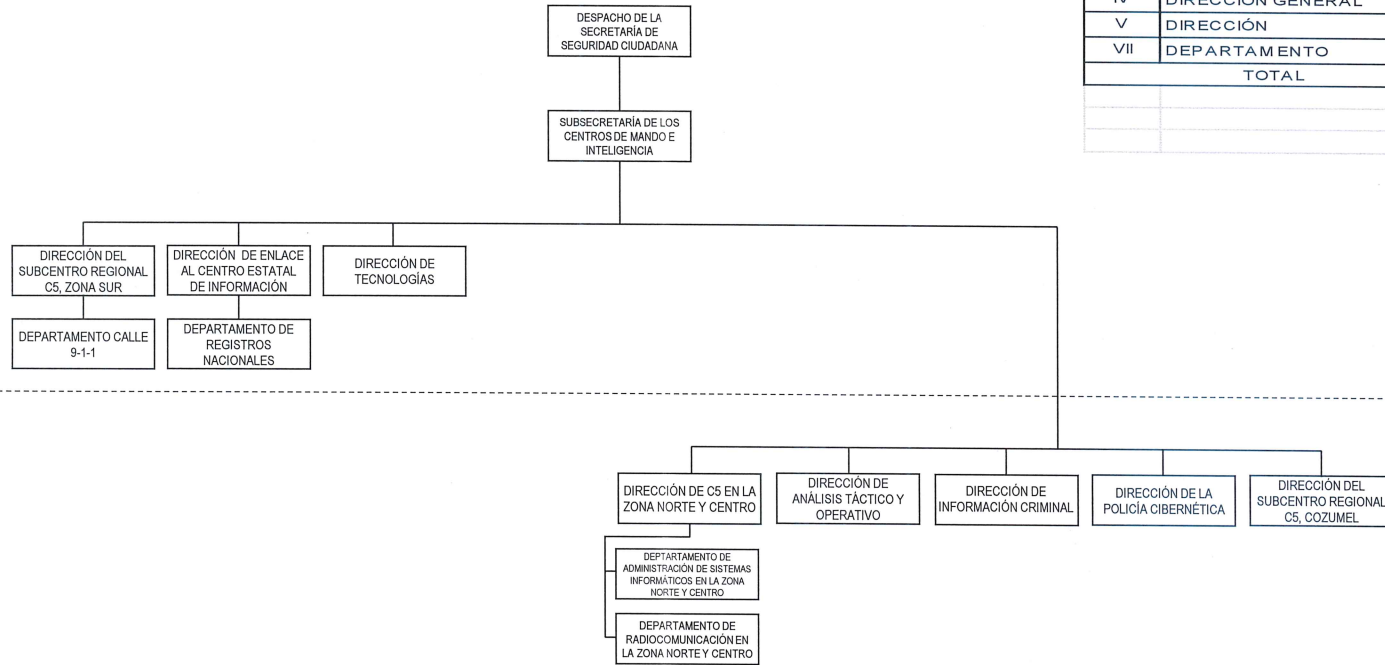 DESPACHO DE LA
SECRETARÍA DE
SEGURIDAD CIUDADANA
IV DIRECCIÓN GENERAL
V DIRECCIÓN
VII DEPARTAMENTO
TOTAL
SUBSECRETARÍA DE LOS
CENTROS DE MANDO E
INTELIGENCIA
DIRECCIÓN DEL
SUBCENTRO REGIONAL
C5, ZONA SUR
DIRECCIÓN DE ENLACE
AL CENTRO ESTATAL
DE INFORMACIÓN
DIRECCIÓN DE
TECNOLOGÍAS
DEPARTAMENTO CALLE
9-1-1
DEPARTAMENTO DE
REGISTROS
NACIONALES
DIRECCIÓN DE C5 EN LA
ZONA NORTE Y CENTRO
DIRECCIÓN DE
ANÁLISIS TÁCTICO Y
OPERATIVO
DIRECCIÓN DE
INFORMACIÓN CRIMINAL
DIRECCIÓN DE LA
POLICÍA CIBERNÉTICA
DIRECCIÓN DEL
SUBCENTRO REGIONAL
C5, COZUMEL
DEPTARTAMENTO DE
ADMINISTRACIÓN DE SISTEMAS
INFORMÁTICOS EN LA ZONA
NORTE Y CENTRO
DEPARTAMENTO DE
RADIOCOMUNICACIÓN EN
LA ZONA NORTE Y CENTRO